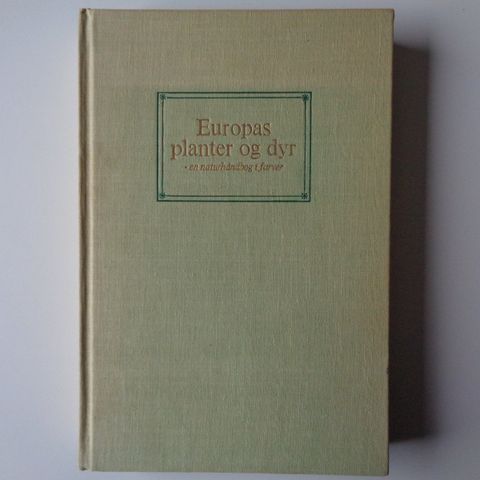 Europas
planter og dyr
- en naturhåndbog i farver